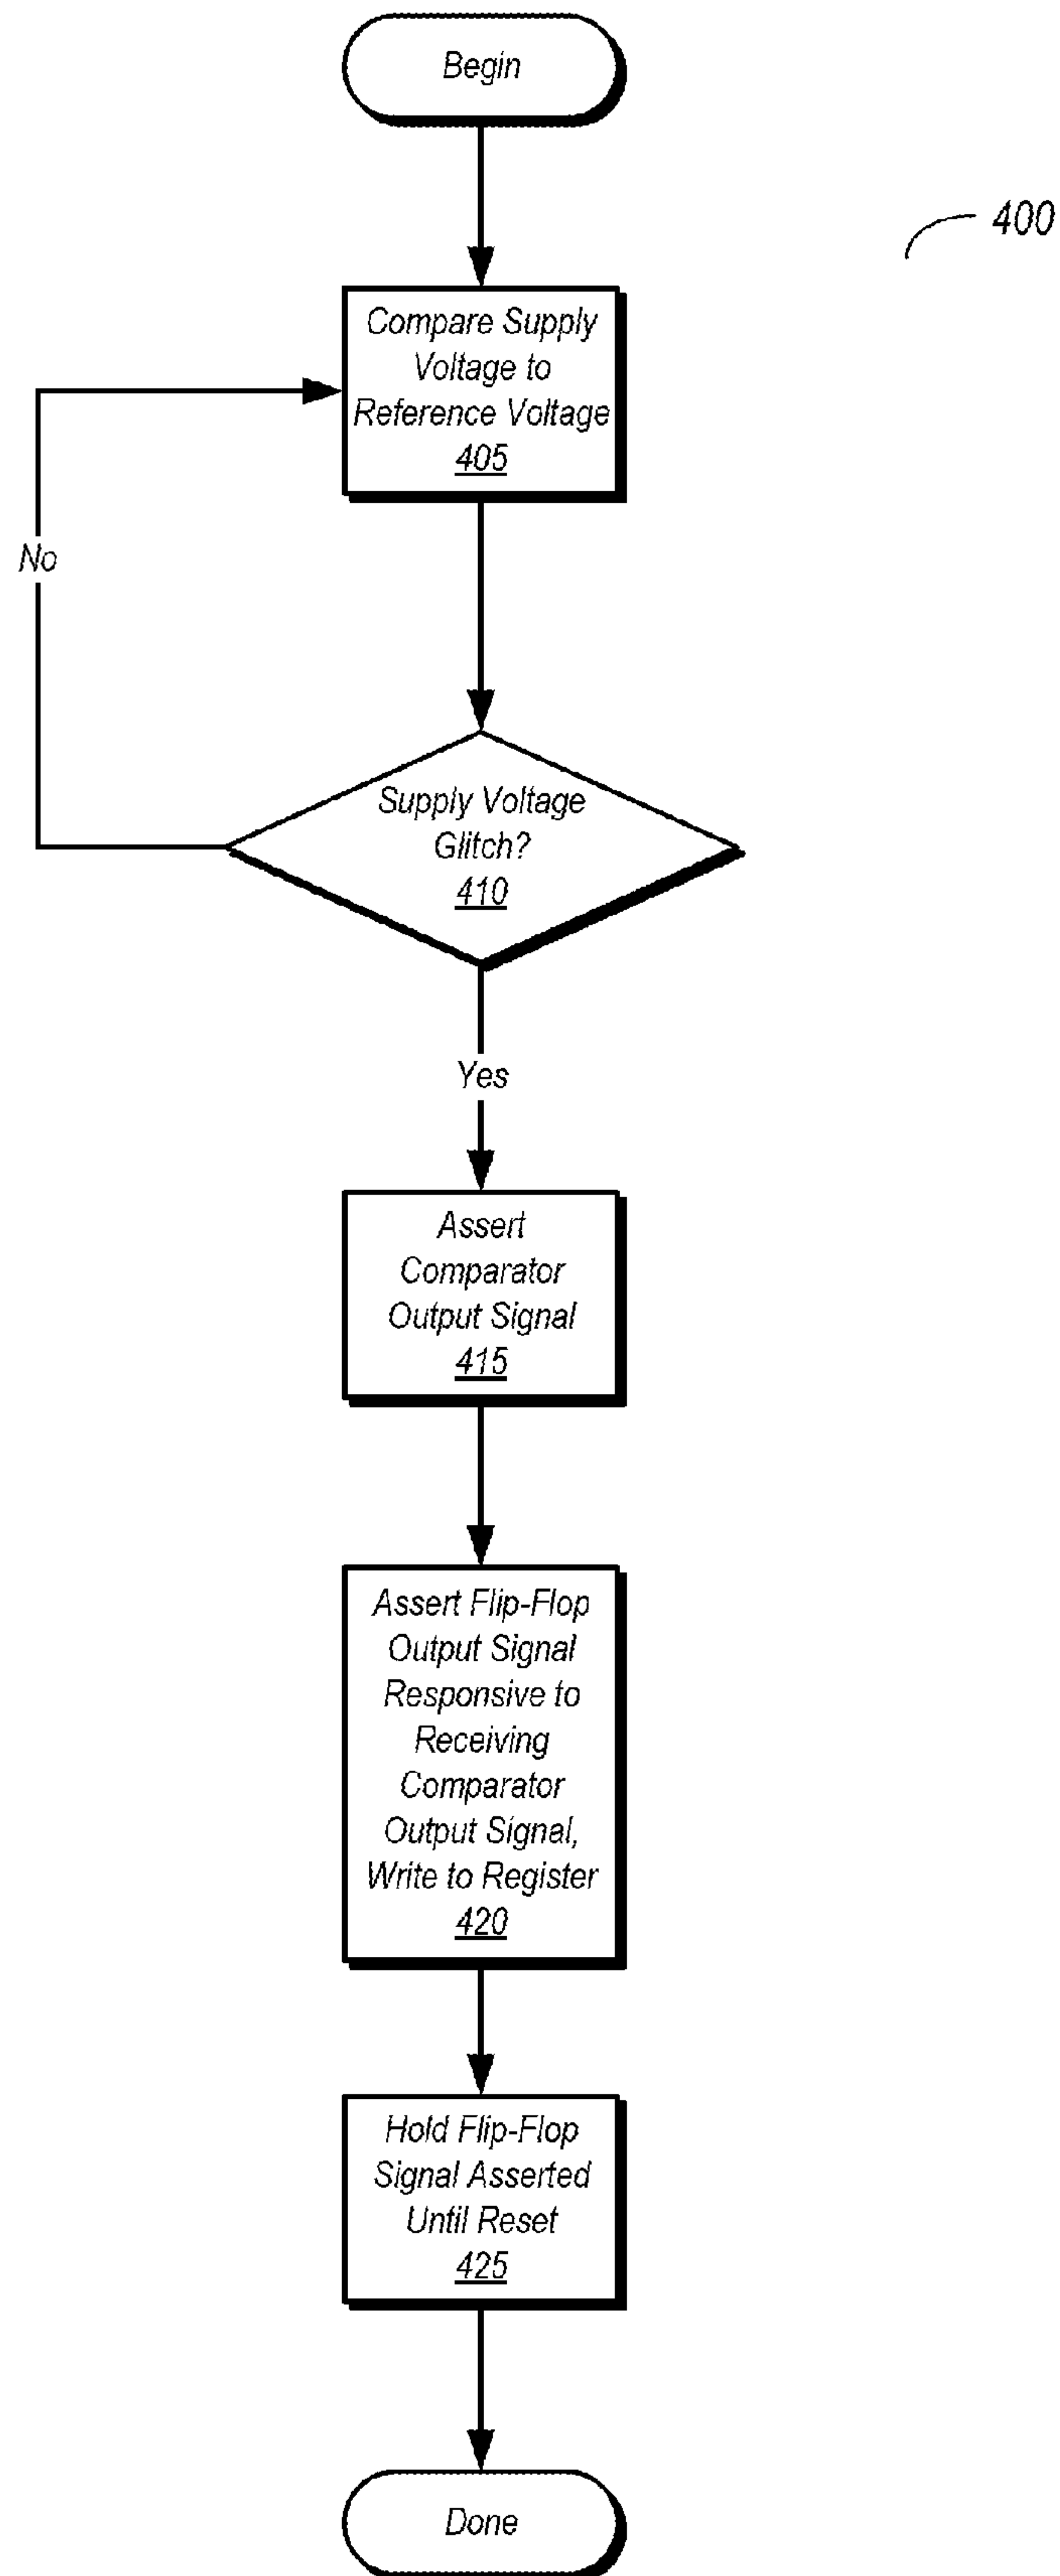 Begin
400
Compare Supply
Voltage to
Reference Voltage
405
No
Supply Voltage
Glitch?
410
Yes
Assert
Comparator
Output Signal
415
Assert Flip-Flop
Output Signal
Responsive to
Receiving
Comparator
Output Signal,
Write to Register
420
Hold Flip-Flop
Signal Asserted
Until Reset
425
Done